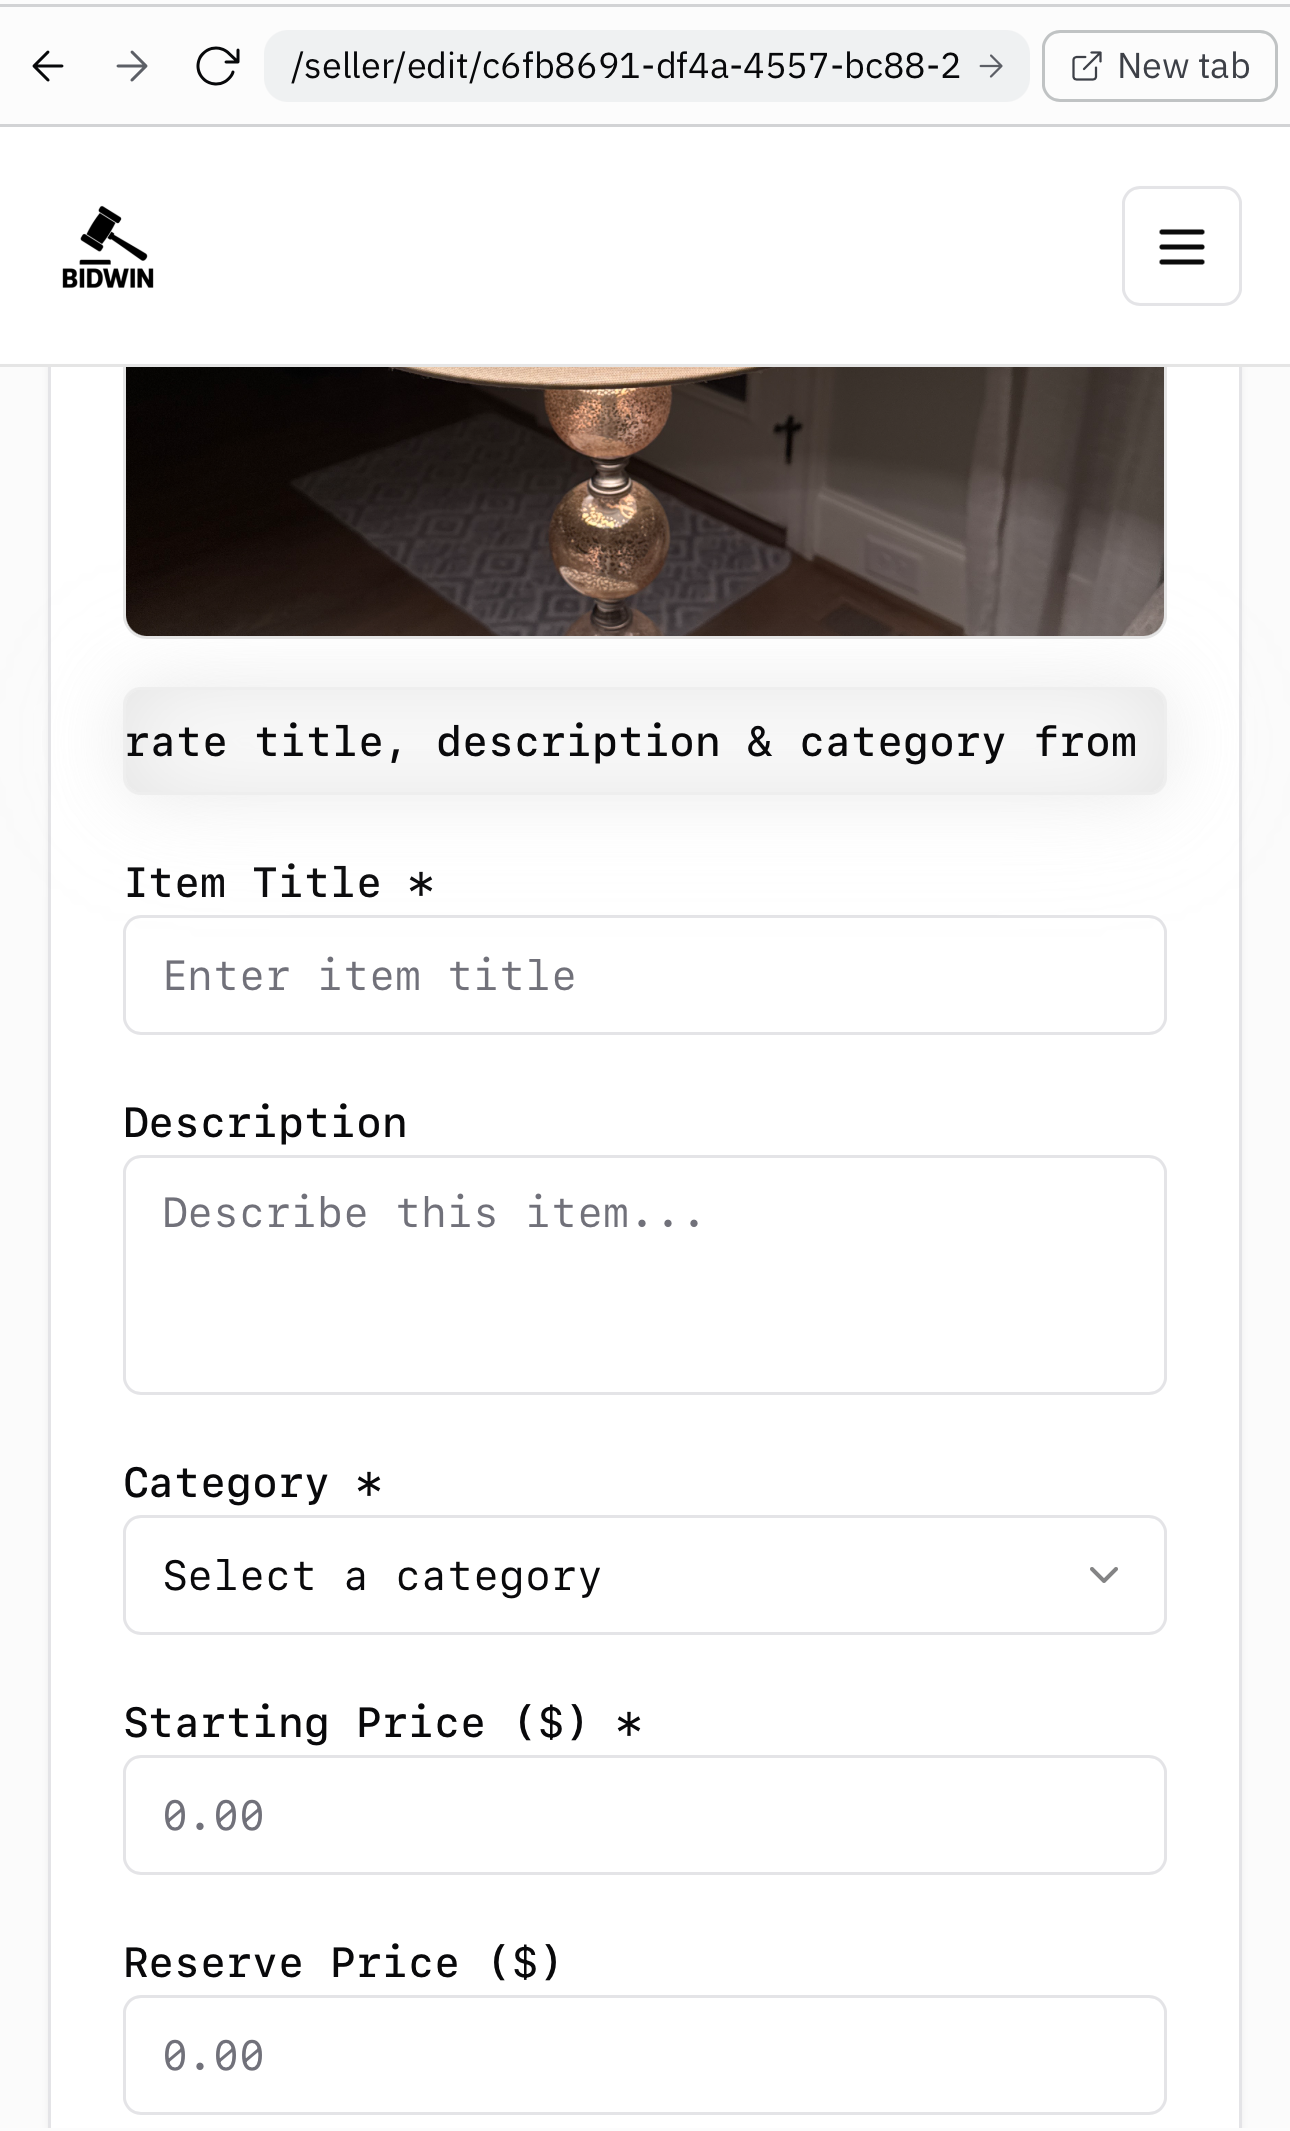 /seller/edit/c6fb8691-df4a-4557-bc88-2
New tab
BIDWIN
rate title, description & category from
Item Title *
Enter item title
Description
Describe this item...
Category *
Select a category
Starting Price ($) *
0.00
Reserve Price ($)
0.00